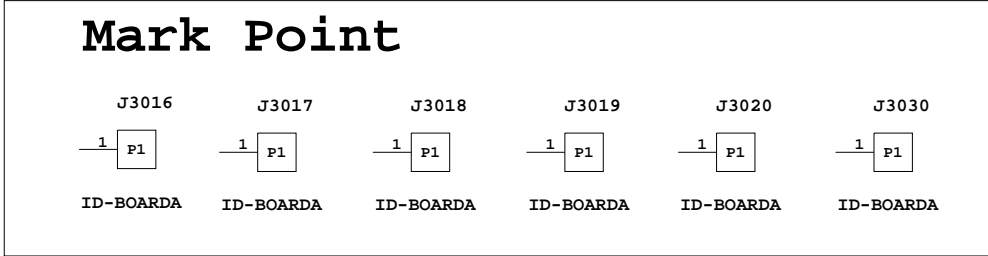 Mark Point
J3016 J3017 J3018 J3019 J3020 J3030
1 P1 1 P1 1 P1 1 P1 1 P1 1 P1
ID-BOARDA ID-BOARDA ID-BOARDA ID-BOARDA ID-BOARDA ID-BOARDA